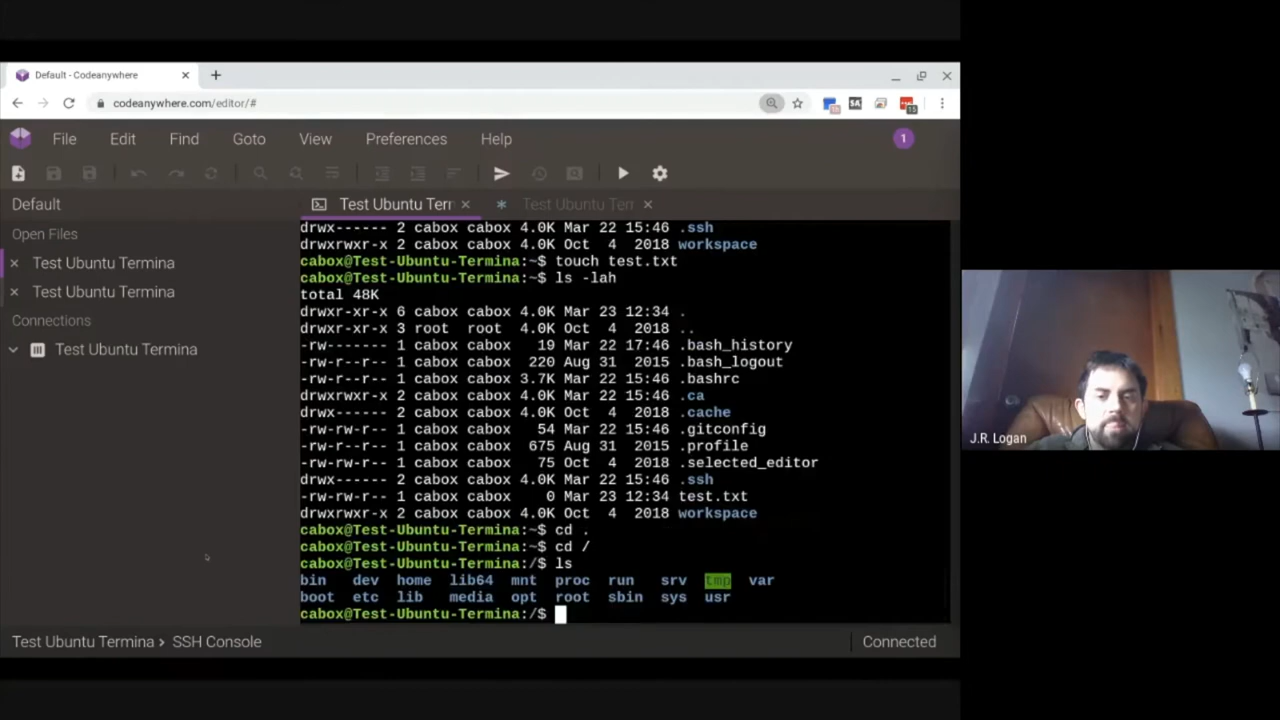 Default - Codeanywhere
codeanywhere.com/editor/#
File Edit Find Goto View Preferences Help
1
Default
Test Ubuntu Terr
Test Ubuntu Terr
Open Files
Test Ubuntu Termina
Test Ubuntu Termina
Connections
Test Ubuntu Termina
drwx------ 2 cabox cabox 4.0K Mar 22 15:46 .ssh
drwxrwxr-x 2 cabox cabox 4.0K Oct  4  2018 workspace
cabox@Test-Ubuntu-Termina:~$ touch test.txt
cabox@Test-Ubuntu-Termina:~$ ls -lah
total 48K
drwxr-xr-x 6 cabox cabox 4.0K Mar 23 12:34 .
drwxr-xr-x 3 root  root  4.0K Oct  4  2018 ..
-rw------- 1 cabox cabox   19 Mar 22 17:46 .bash_history
-rw-r--r-- 1 cabox cabox  220 Aug 31  2015 .bash_logout
-rw-r--r-- 1 cabox cabox 3.7K Mar 22 15:46 .bashrc
drwxrwxr-x 2 cabox cabox 4.0K Mar 22 15:46 .ca
drwx------ 2 cabox cabox 4.0K Oct  4  2018 .cache
-rw-rw-r-- 1 cabox cabox   54 Mar 22 15:46 .gitconfig
-rw-r--r-- 1 cabox cabox  675 Aug 31  2015 .profile
-rw-rw-r-- 1 cabox cabox   75 Oct  4  2018 .selected_editor
drwx------ 2 cabox cabox 4.0K Mar 22 15:46 .ssh
-rw-rw-r-- 1 cabox cabox    0 Mar 23 12:34 test.txt
drwxrwxr-x 2 cabox cabox 4.0K Oct  4  2018 workspace
cabox@Test-Ubuntu-Termina:~$ cd .
cabox@Test-Ubuntu-Termina:~$ cd /
cabox@Test-Ubuntu-Termina:/$ ls
bin dev home lib64 mnt proc run srv tmp var
boot etc lib media opt root sbin sys usr
cabox@Test-Ubuntu-Termina:/$
Test Ubuntu Termina › SSH Console
Connected
J.R. Logan